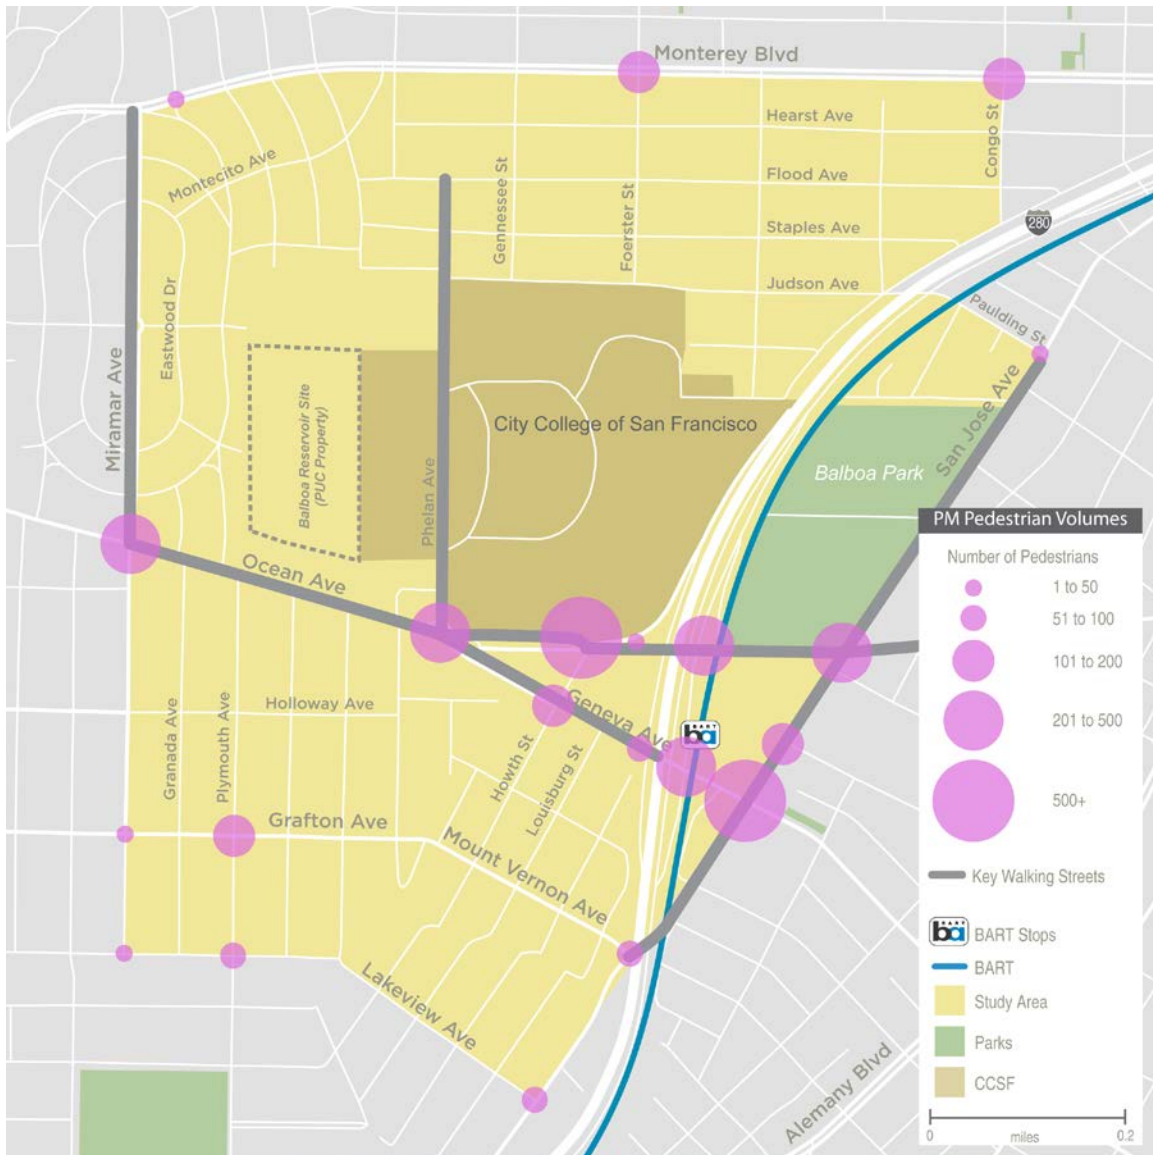 Monterey Blvd
Hearst Ave
Congo St
Montecito Ave
Gennessee St
Flood Ave
Foerster St
Staples Ave
280
Judson Ave
Eastwood Dr
Paulding St
Miramar Ave
San Jose Ave
Balboa Reservoir Site
(PUC Property)
Phelan Ave
City College of San Francisco
Balboa Park
Ocean Ave
Holloway Ave
Geneva Ave
Granada Ave
Plymouth Ave
Howth St
Louisburg St
BART
ba
Grafton Ave
Mount Vernon Ave
Lakeview Ave
Alemany Blvd
PM Pedestrian Volumes
Number of Pedestrians
1 to 50
51 to 100
101 to 200
201 to 500
500+
Key Walking Streets
BART
ba
BART Stops
BART
Study Area
Parks
CCSF
0 miles 0.2